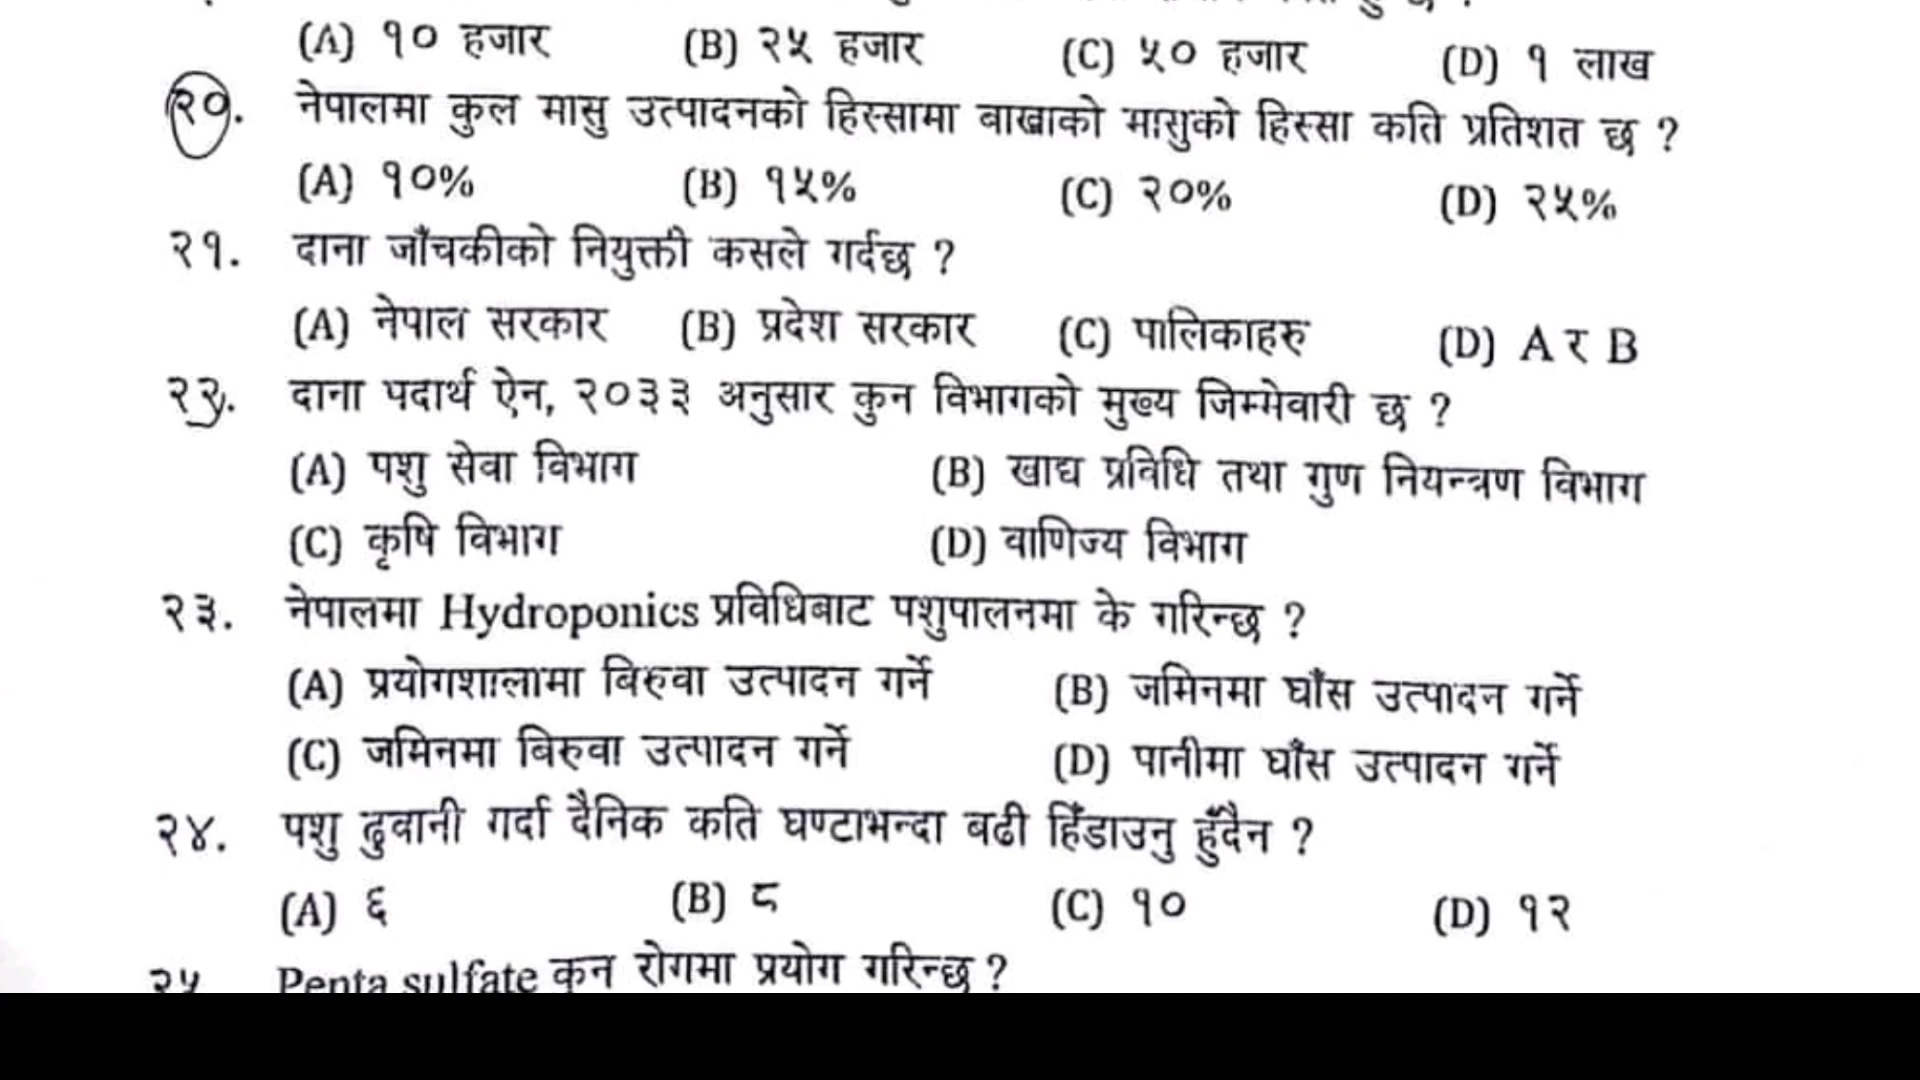 (A) १० हजार (B) २५ हजार (C) ५० हजार (D) १ लाख
२०. नेपालमा कुल मासु उत्पादनको हिस्सामा बाख्राको मासुको हिस्सा कति प्रतिशत छ ?
(A) १०% (B) १५% (C) २०% (D) २५%
२१. दाना जाँचकीको नियुक्ती कसले गर्दछ ?
(A) नेपाल सरकार (B) प्रदेश सरकार (C) पालिकाहरु (D) A र B
२२. दाना पदार्थ ऐन, २०३३ अनुसार कुन विभागको मुख्य जिम्मेवारी छ ?
(A) पशु सेवा विभाग (B) खाद्य प्रविधि तथा गुण नियन्त्रण विभाग
(C) कृषि विभाग (D) वाणिज्य विभाग
२३. नेपालमा Hydroponics प्रविधिबाट पशुपालनमा के गरिन्छ ?
(A) प्रयोगशालामा बिरुवा उत्पादन गर्ने (B) जमिनमा घाँस उत्पादन गर्ने
(C) जमिनमा बिरुवा उत्पादन गर्ने (D) पानीमा घाँस उत्पादन गर्ने
२४. पशु ढुवानी गर्दा दैनिक कति घण्टाभन्दा बढी हिँडाउनु हुँदैन ?
(A) ६ (B) ८ (C) १० (D) १२
२५ Penta sulfate कुन रोगमा प्रयोग गरिन्छ ?